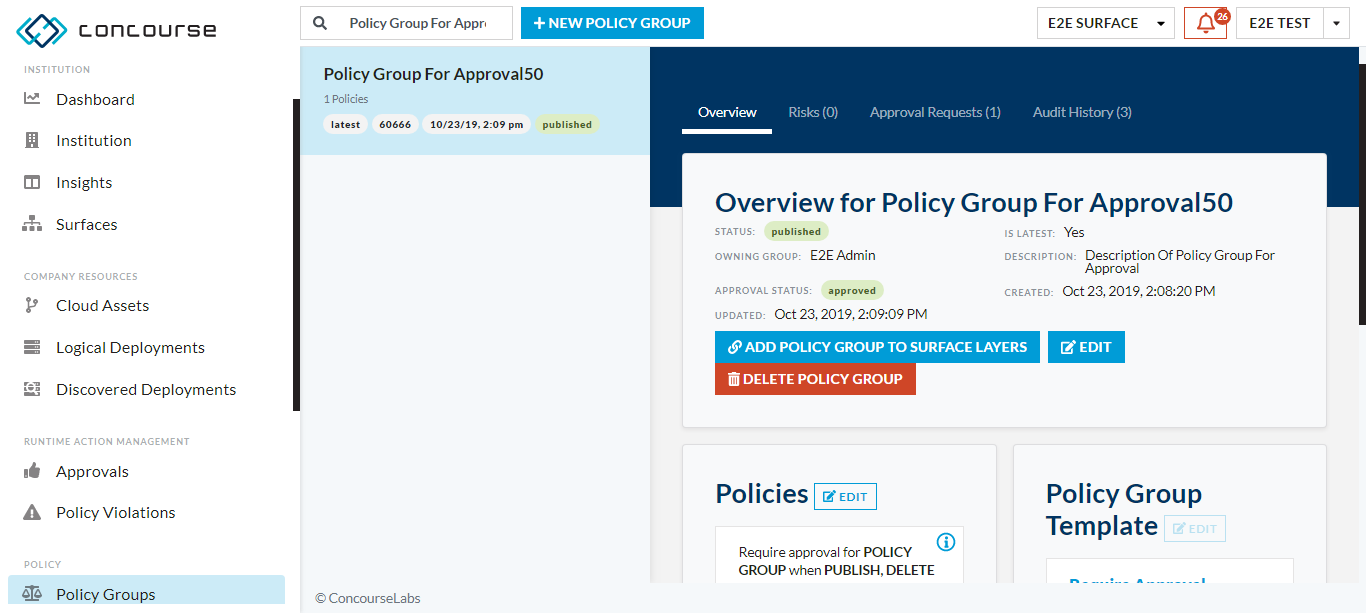 concourse
Policy Group For Appr
NEW POLICY GROUP
E2E SURFACE
26
E2E TEST
INSTITUTION
Dashboard
Institution
Insights
Surfaces
COMPANY RESOURCES
Cloud Assets
Logical Deployments
Discovered Deployments
RUNTIME ACTION MANAGEMENT
Approvals
Policy Violations
POLICY
Policy Groups
Policy Group For Approval50
1 Policies
latest 60666 10/23/19, 2:09 pm published
Overview Risks (0) Approval Requests (1) Audit History (3)
Overview for Policy Group For Approval50
STATUS: published
OWNING GROUP: E2E Admin
APPROVAL STATUS: approved
UPDATED: Oct 23, 2019, 2:09:09 PM
IS LATEST: Yes
DESCRIPTION: Description Of Policy Group For
Approval
CREATED: Oct 23, 2019, 2:08:20 PM
ADD POLICY GROUP TO SURFACE LAYERS EDIT
DELETE POLICY GROUP
Policies EDIT
Require approval for POLICY
GROUP when PUBLISH, DELETE
Policy Group
Template EDIT
Require Approval
© ConcourseLabs